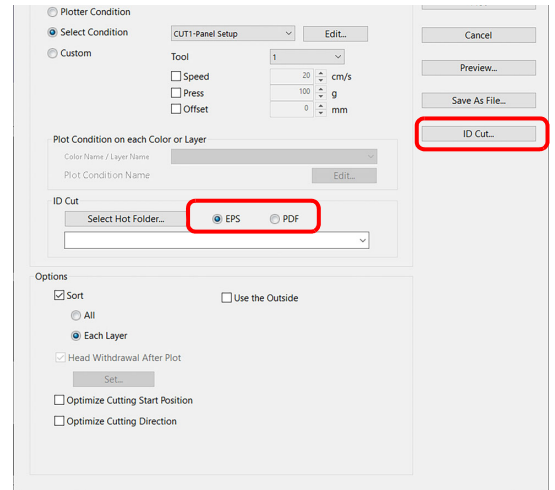 Plotter Condition
Select Condition CUT1-Panel Setup Edit... Cancel
Custom Tool 1
Preview...
Speed 20 cm/s
Press 100 g
Save As File...
Offset 0 mm
ID Cut...
Plot Condition on each Color or Layer
Color Name / Layer Name
Plot Condition Name Edit...
ID Cut
Select Hot Folder... EPS PDF
Options
Sort Use the Outside
All
Each Layer
Head Withdrawal After Plot
Set...
Optimize Cutting Start Position
Optimize Cutting Direction